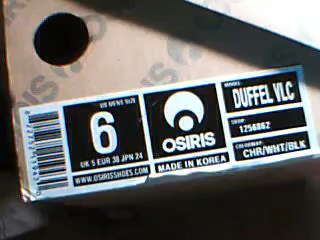 US MENS SIZE
6
UK 5 EUR 38 JPN 24
WWW.OSIRISSHOES.COM
OSIRIS
MADE IN KOREA
MODEL:
DUFFEL VLC
1256862
COLORWAY:
CHR/WHT/BLK